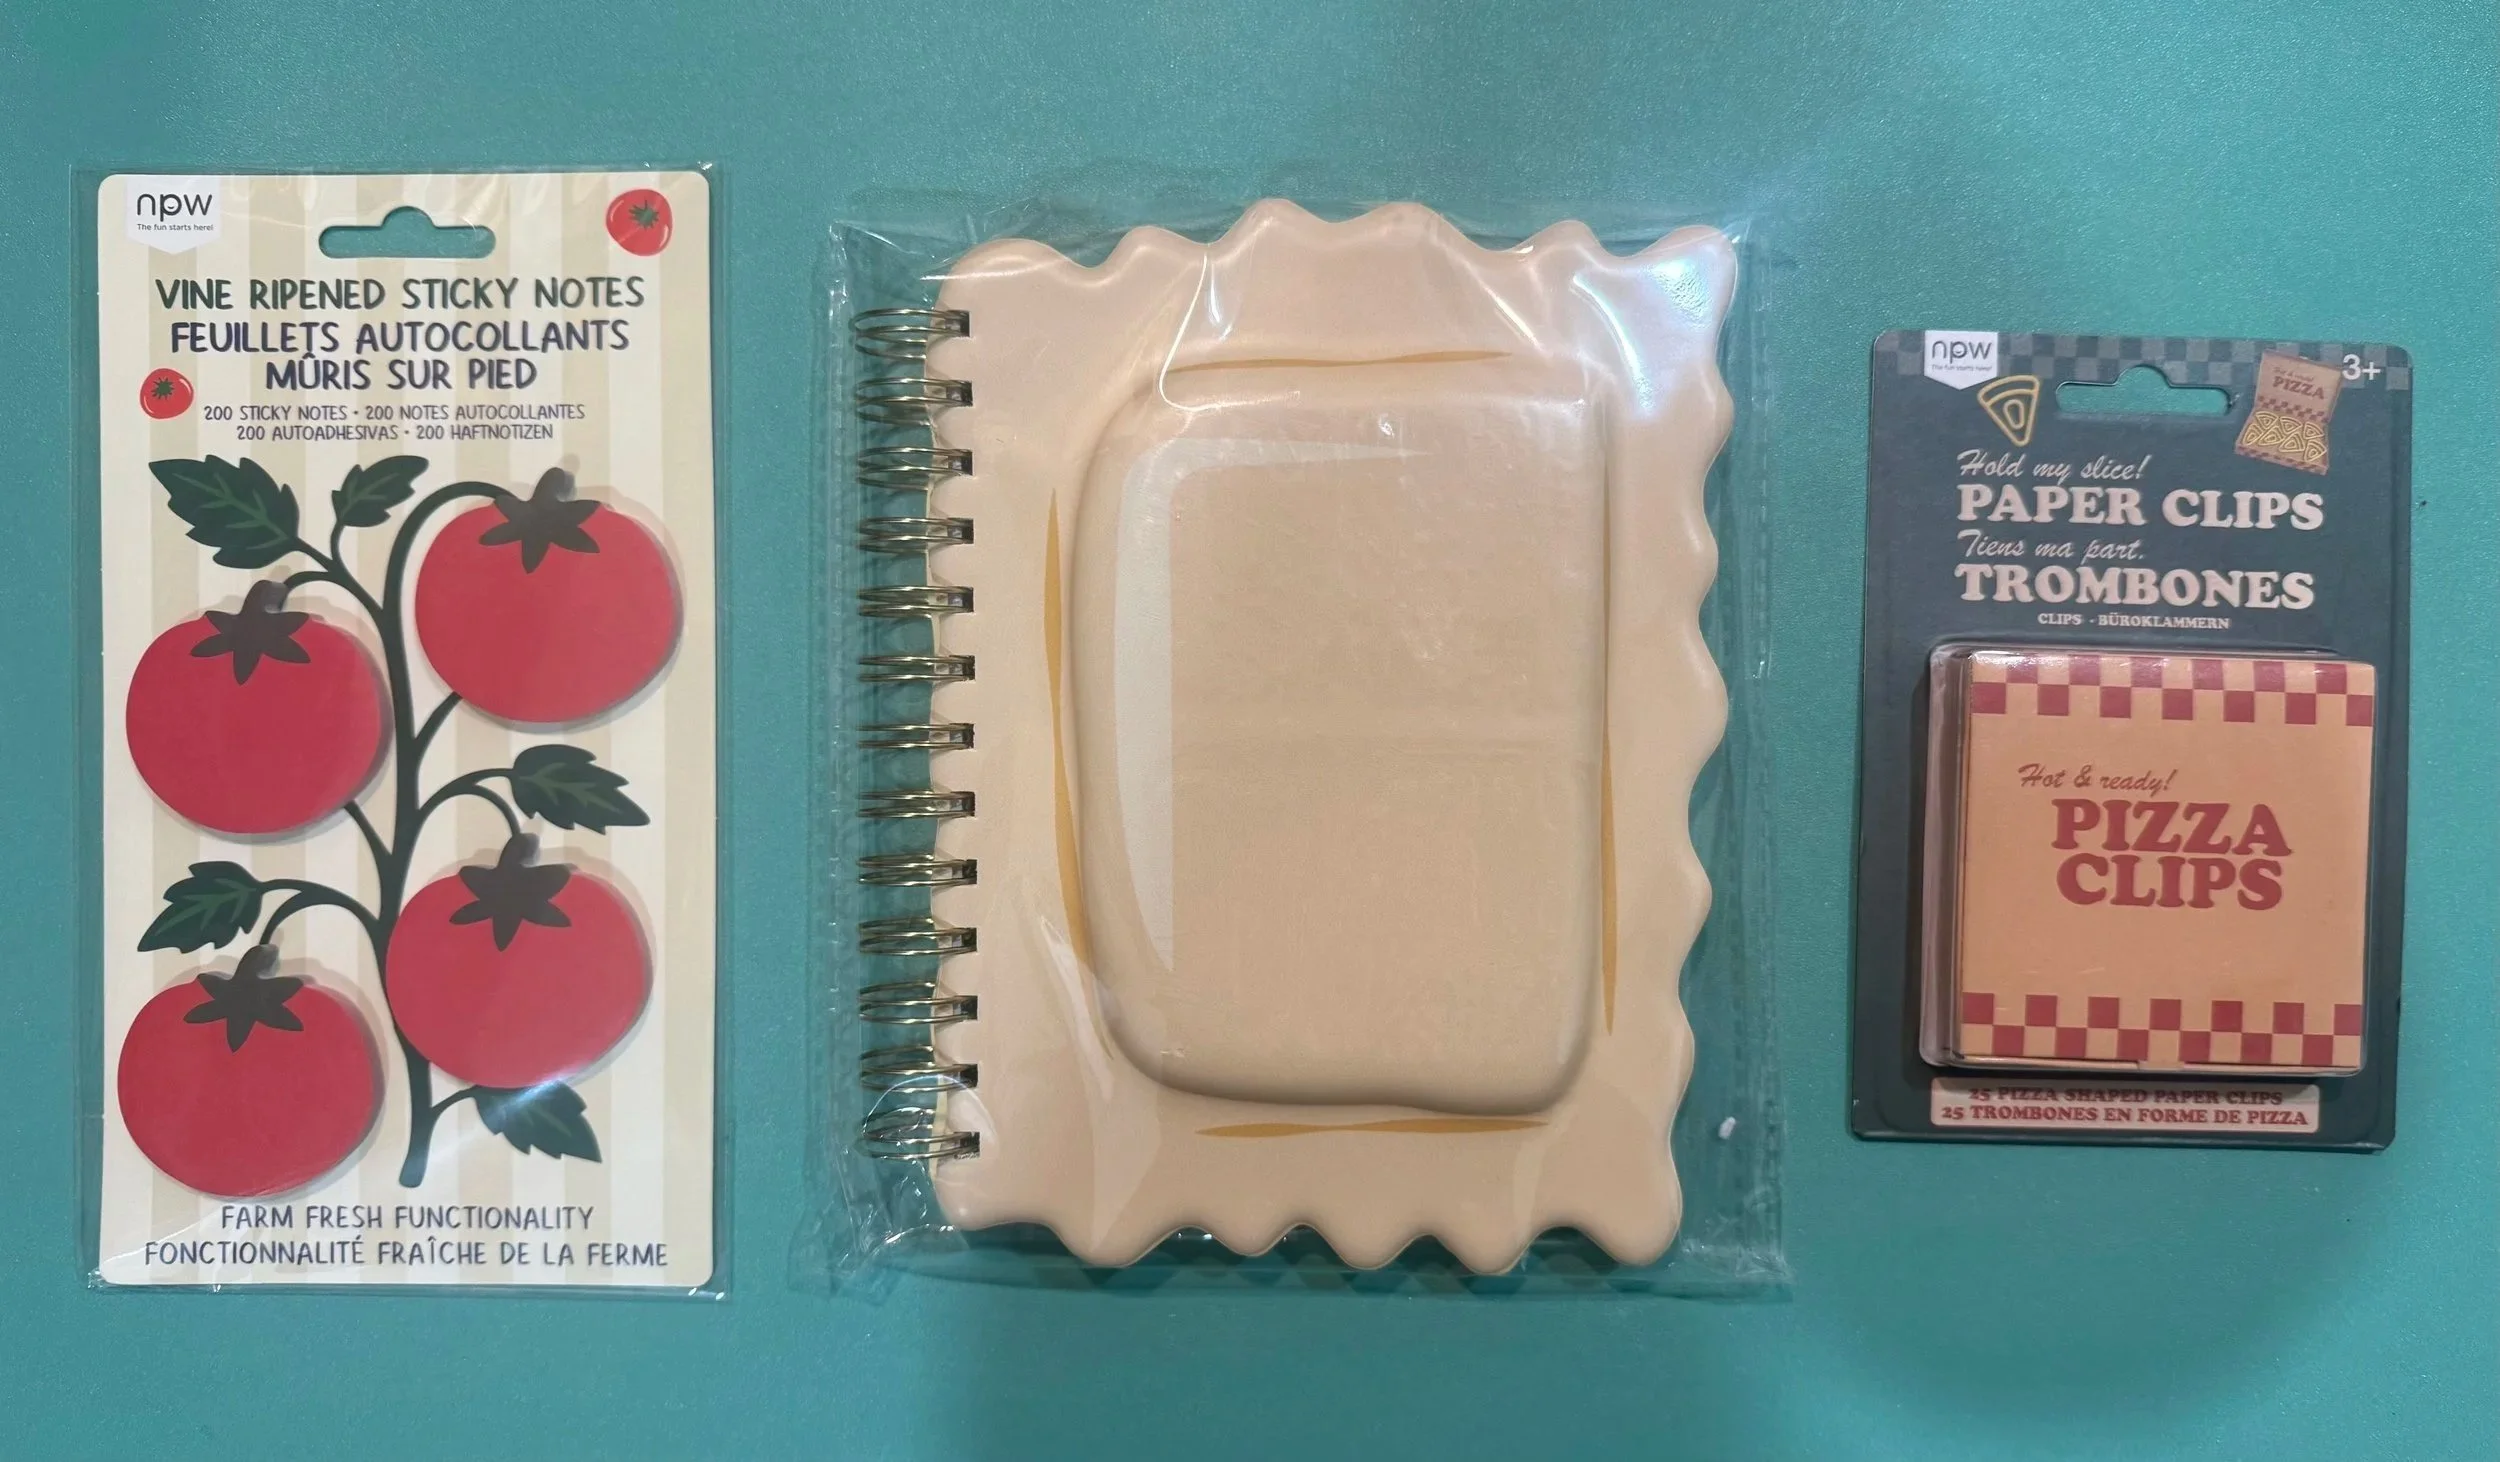 npw
The fun starts here!
VINE RIPENED STICKY NOTES
FEUILLETS AUTOCOLLANTS
MÛRIS SUR PIED
200 STICKY NOTES • 200 NOTES AUTOCOLLANTES
200 AUTOADHESIVAS • 200 HAFTNOTIZEN
FARM FRESH FUNCTIONALITY
FONCTIONNALITÉ FRAÎCHE DE LA FERME
npw
The fun starts here!
3+
Hot & ready!
PIZZA
Hold my slice!
PAPER CLIPS
Tiens ma part.
TROMBONES
CLIPS • BÜROKLAMMERN
Hot & ready!
PIZZA
CLIPS
25 PIZZA SHAPED PAPER CLIPS
25 TROMBONES EN FORME DE PIZZA